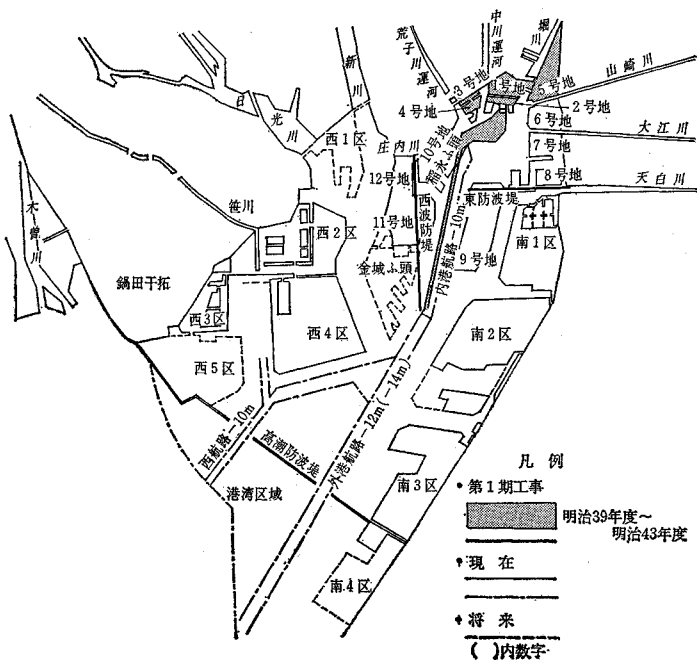 荒子川運河
中川運河
堀川
山崎川
大江川
天白川
新川
庄内川
日光川
筏川
木曽川
3号地
4号地
1号地
5号地
2号地
6号地
7号地
8号地
10号地
稲永ふ頭
12号地
11号地
西波防堤
東防波堤
9号地
内港航路-10m
金城ふ頭
西1区
西2区
西3区
西4区
西5区
鍋田干拓
南1区
南2区
南3区
南4区
西航路-10m
高潮防波堤
外港航路-12m(-14m)
港湾区域
凡例
第1期工事
明治39年度〜
明治43年度
現在
将来
( )内数字